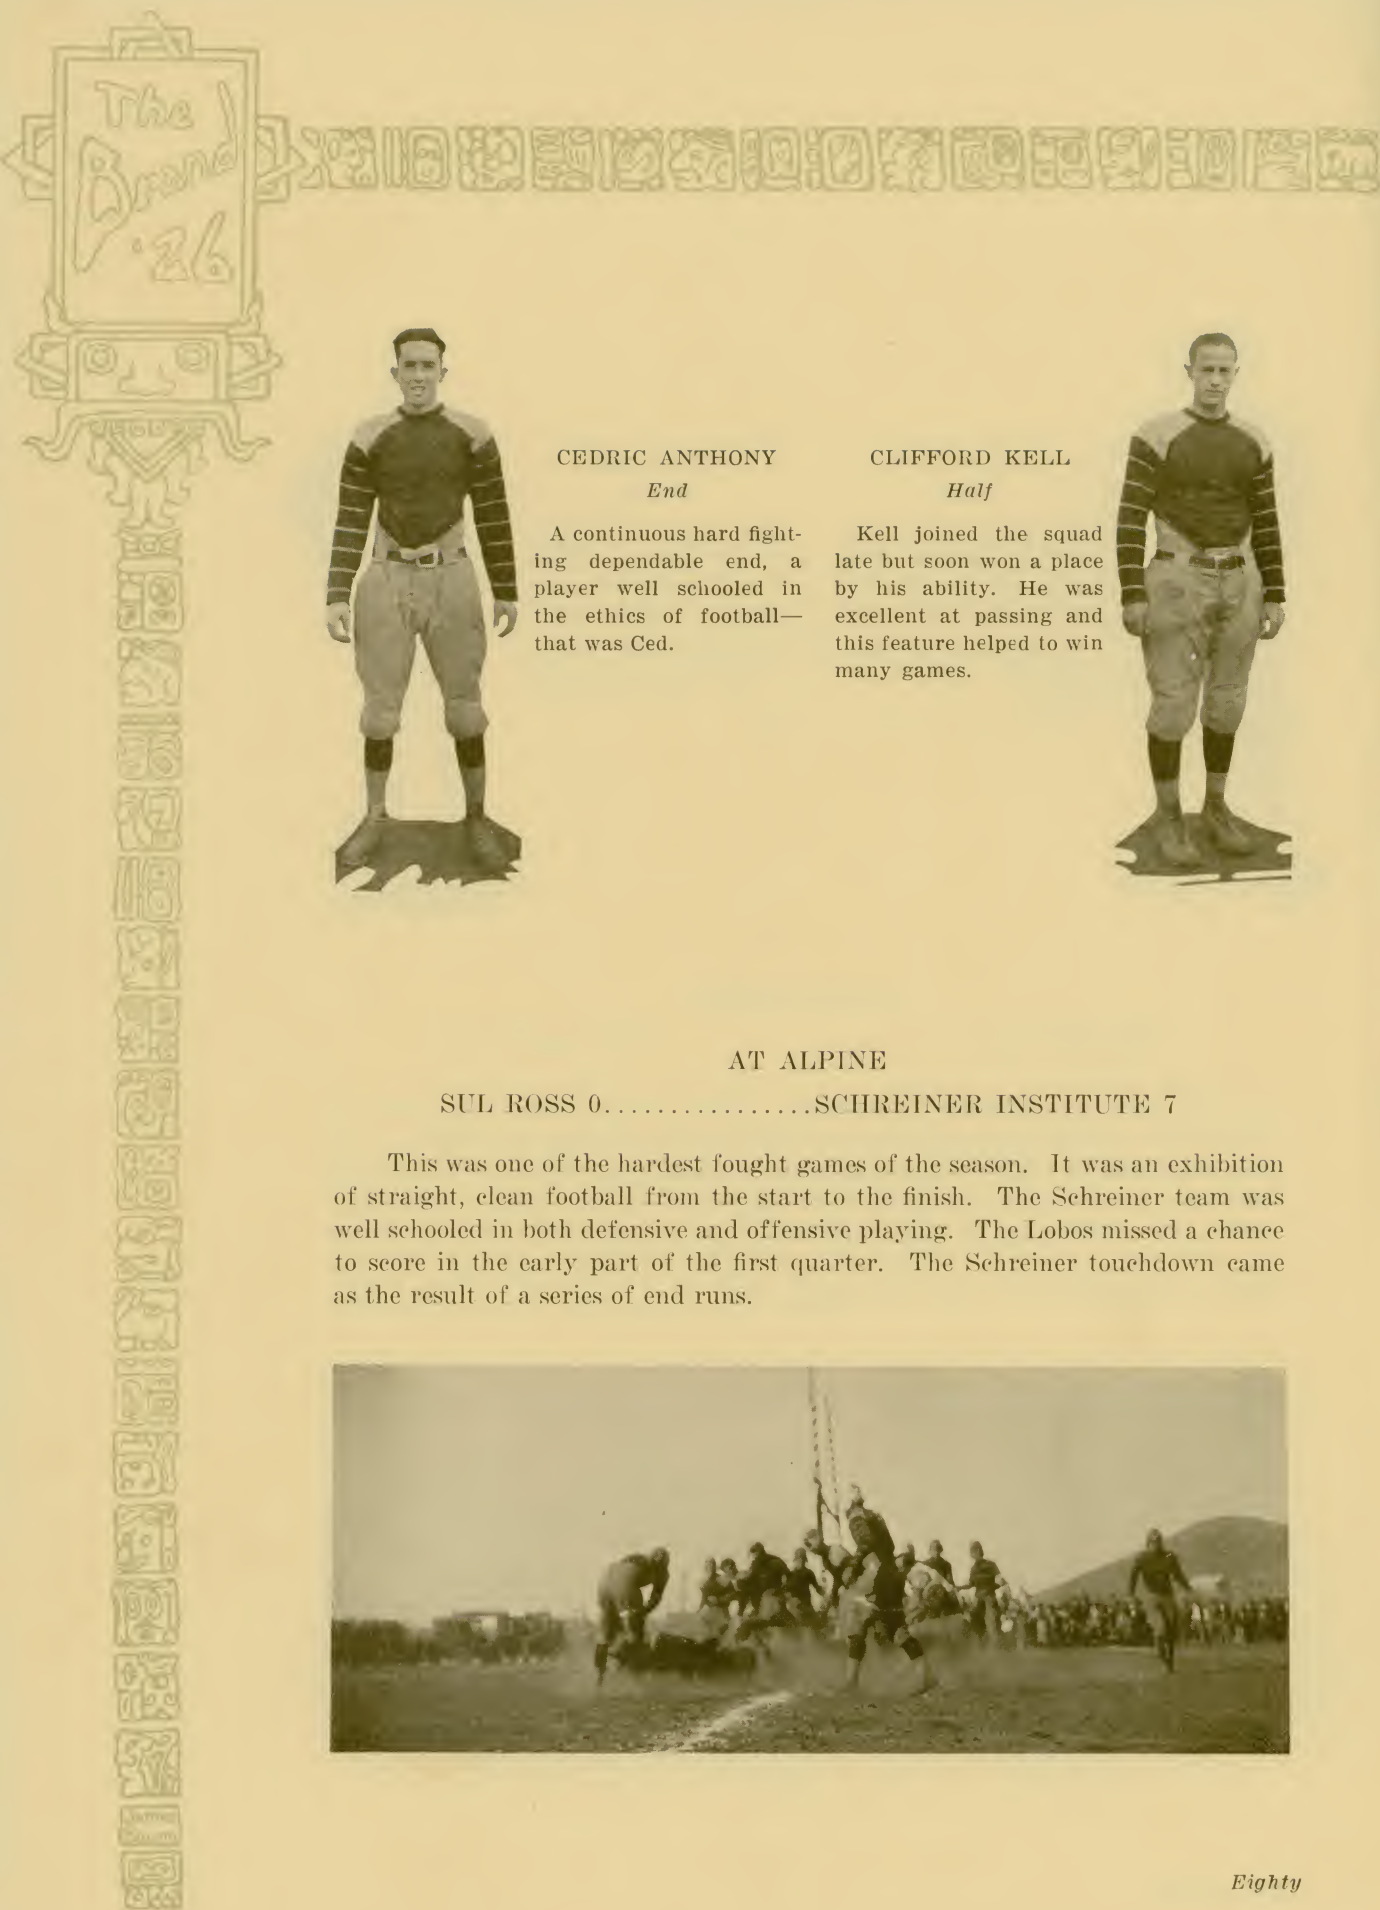 The
Brand
'26
CEDRIC ANTHONY
End
A continuous hard fight-
ing dependable end, a
player well schooled in
the ethics of football—
that was Ced.
CLIFFORD KELL
Half
Kell joined the squad
late but soon won a place
by his ability. He was
excellent at passing and
this feature helped to win
many games.
AT ALPINE
SUL ROSS 0................SCHREINER INSTITUTE 7
This was one of the hardest fought games of the season. It was an exhibition
of straight, clean football from the start to the finish. The Schreiner team was
well schooled in both defensive and offensive playing. The Lobos missed a chance
to score in the early part of the first quarter. The Schreiner touchdown came
as the result of a series of end runs.
Eighty